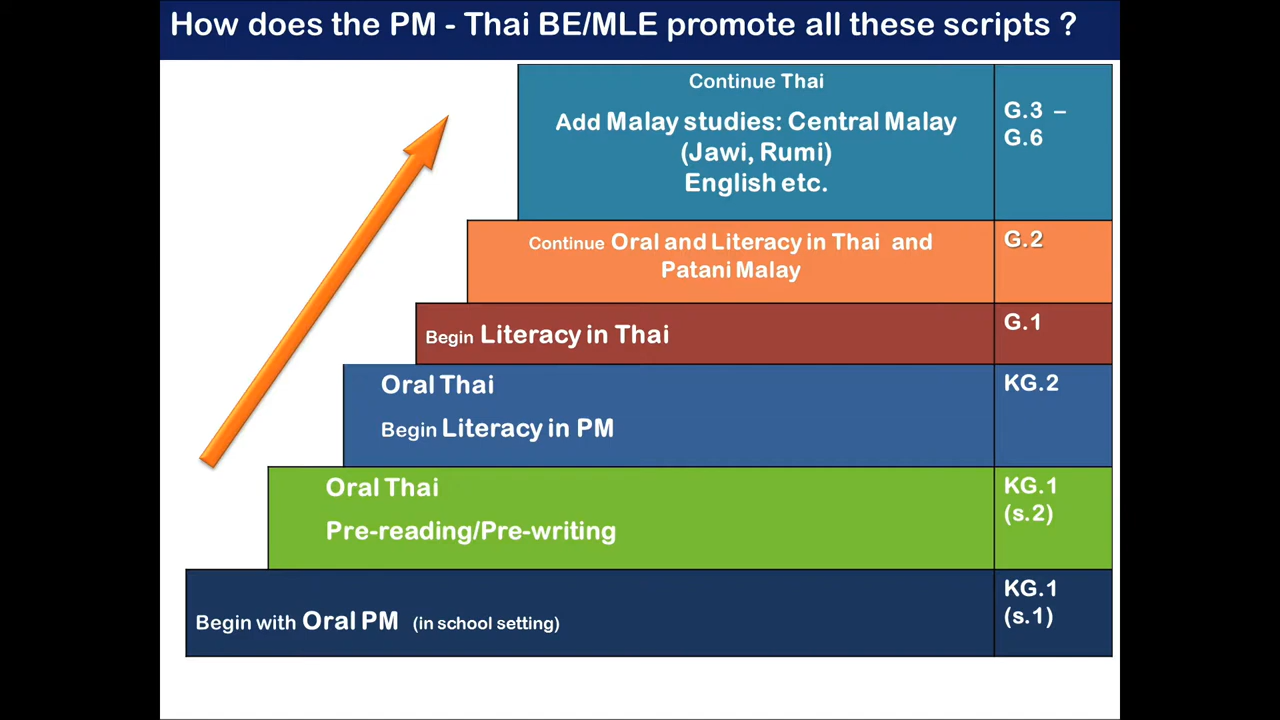 How does the PM - Thai BE/MLE promote all these scripts ?
Continue Thai
Add Malay studies: Central Malay
(Jawi, Rumi)
English etc.
G.3 –
G.6
Continue Oral and Literacy in Thai and
Patani Malay
G.2
Begin Literacy in Thai
G.1
Oral Thai
Begin Literacy in PM
KG.2
Oral Thai
Pre-reading/Pre-writing
KG.1
(s.2)
Begin with Oral PM (in school setting)
KG.1
(s.1)